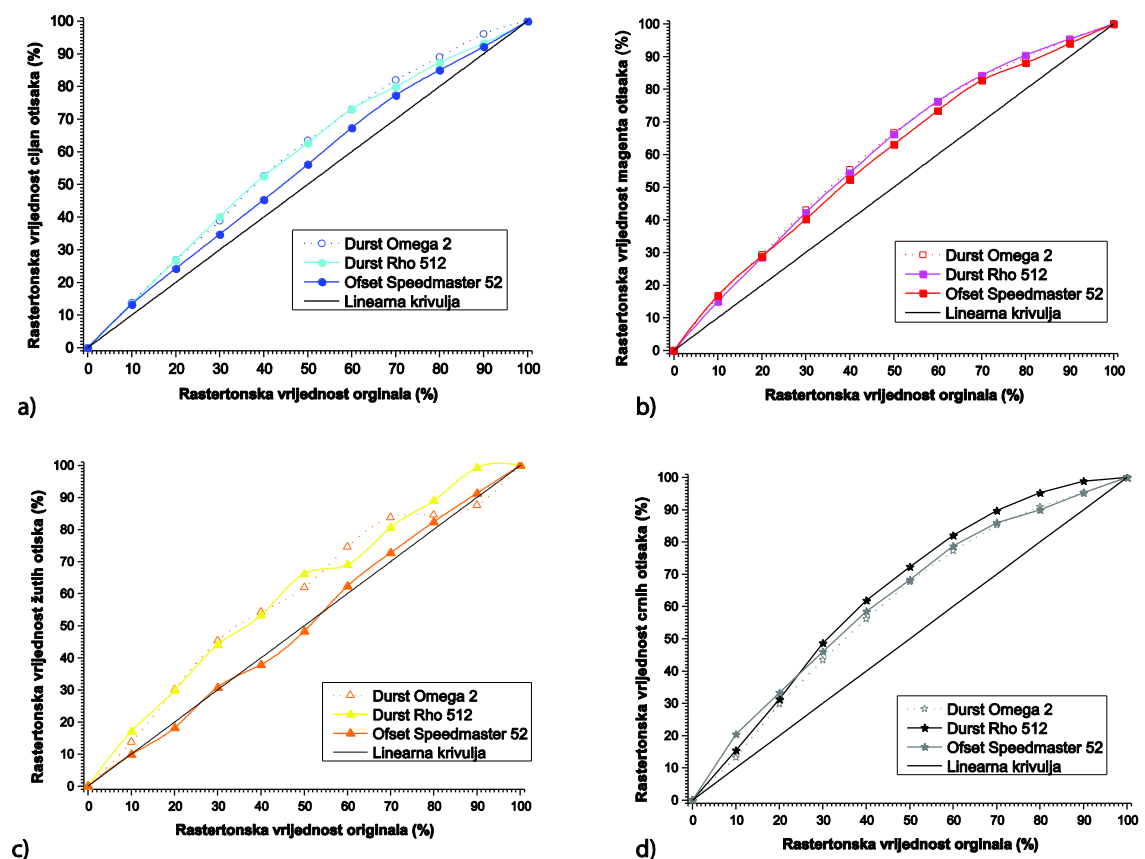 Rastertonska vrijednost cijan otisaka (%)
100
90
80
70
60
50
40
30
20
10
0
Durst Omega 2
Durst Rho 512
Ofset Speedmaster 52
Linearna krivulja
0 10 20 30 40 50 60 70 80 90 100
Rastertonska vrijednost orginala (%)
a)
Rastertonska vrijednost magenta otisaka (%)
100
90
80
70
60
50
40
30
20
10
0
Durst Omega 2
Durst Rho 512
Ofset Speedmaster 52
Linearna krivulja
0 10 20 30 40 50 60 70 80 90 100
Rastertonska vrijednost orginala (%)
b)
Rastertonska vrijednost žutih otiska (%)
100
90
80
70
60
50
40
30
20
10
0
Durst Omega 2
Durst Rho 512
Ofset Speedmaster 52
Linearna krivulja
0 10 20 30 40 50 60 70 80 90 100
Rastertonska vrijednost originala (%)
c)
Rastertonska vrijednost crnih otisaka (%)
100
90
80
70
60
50
40
30
20
10
0
Durst Omega 2
Durst Rho 512
Ofset Speedmaster 52
Linearna krivulja
0 10 20 30 40 50 60 70 80 90 100
Rastertonska vrijednost orginala (%)
d)